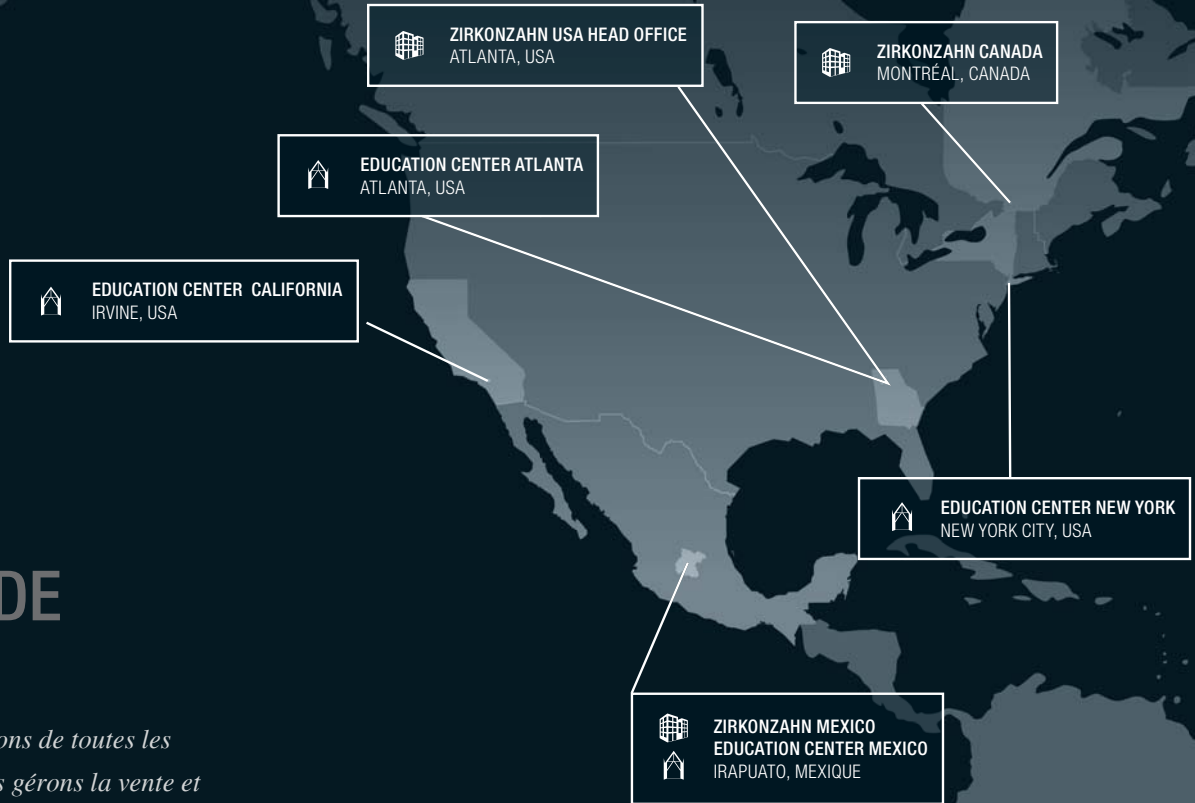 ZIRKONZAHN USA HEAD OFFICE
ATLANTA, USA
ZIRKONZAHN CANADA
MONTRÉAL, CANADA
EDUCATION CENTER ATLANTA
ATLANTA, USA
EDUCATION CENTER CALIFORNIA
IRVINE, USA
EDUCATION CENTER NEW YORK
NEW YORK CITY, USA
ZIRKONZAHN MEXICO
EDUCATION CENTER MEXICO
IRAPUATO, MEXIQUE
DE
ons de toutes les
s gérons la vente et